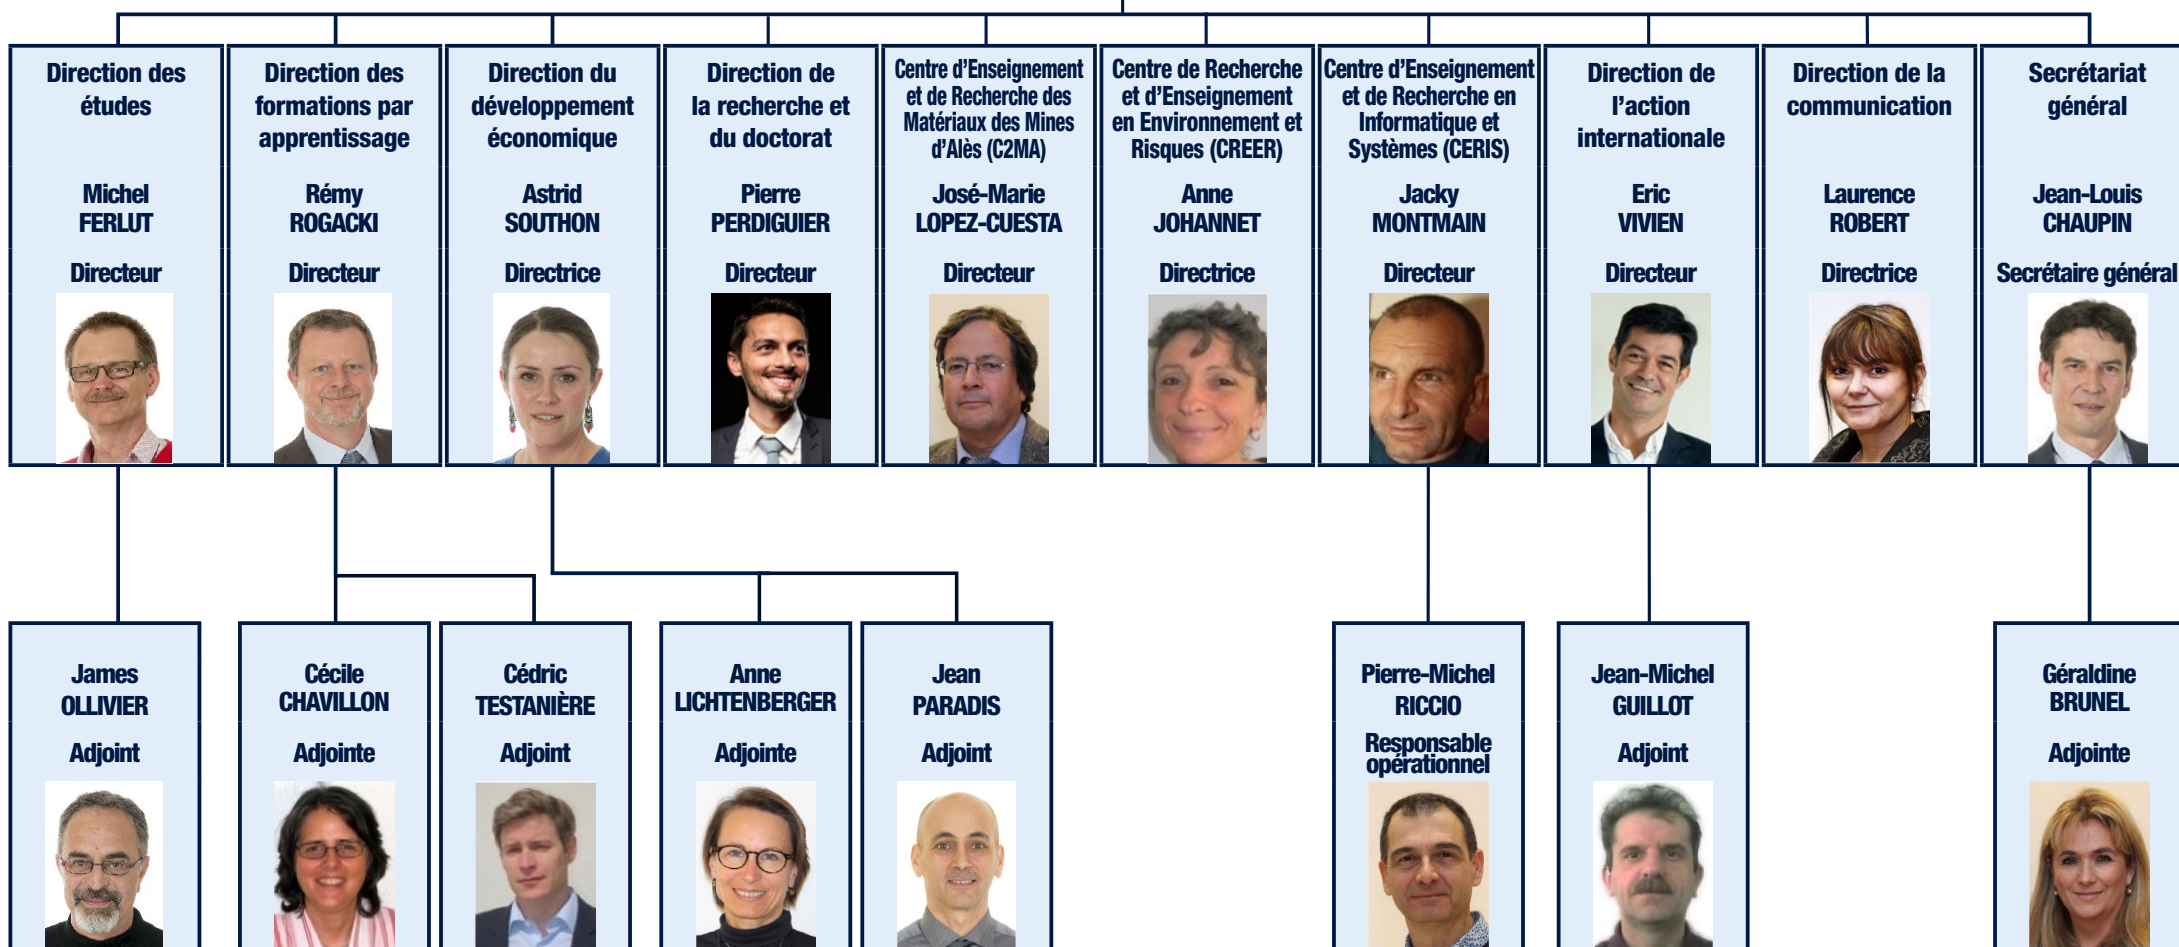 Direction des
études
Michel
FERLUT
Directeur
Direction des
formations par
apprentissage
Rémy
ROGACKI
Directeur
Direction du
développement
économique
Astrid
SOUTHON
Directrice
Direction de
la recherche et
du doctorat
Pierre
PERDIGUIER
Directeur
Centre d'Enseignement
et de Recherche des
Matériaux des Mines
d'Alès (C2MA)
José-Marie
LOPEZ-CUESTA
Directeur
Centre de Recherche
et d'Enseignement
en Environnement et
Risques (CREER)
Anne
JOHANNET
Directrice
Centre d'Enseignement
et de Recherche en
Informatique et
Systèmes (CERIS)
Jacky
MONTMAIN
Directeur
Direction de
l'action
internationale
Eric
VIVIEN
Directeur
Direction de la
communication
Laurence
ROBERT
Directrice
Secrétariat
général
Jean-Louis
CHAUPIN
Secrétaire général
James
OLLIVIER
Adjoint
Cécile
CHAVILLON
Adjointe
Cédric
TESTANIÈRE
Adjoint
Anne
LICHTENBERGER
Adjointe
Jean
PARADIS
Adjoint
Pierre-Michel
RICCIO
Responsable
opérationnel
Jean-Michel
GUILLOT
Adjoint
Géraldine
BRUNEL
Adjointe